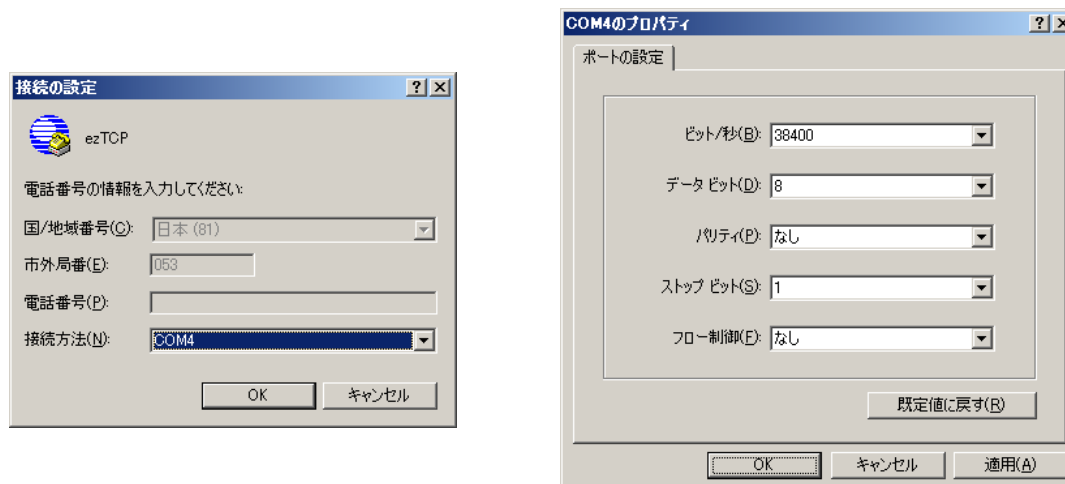 接続の設定
ezTCP
電話番号の情報を入力してください:
国/地域番号(C): 日本 (81)
市外局番(E): 053
電話番号(P):
接続方法(N): COM4
OK キャンセル
COM4のプロパティ
ポートの設定
ビット/秒(B): 38400
データ ビット(D): 8
パリティ(P): なし
ストップ ビット(S): 1
フロー制御(F): なし
既定値に戻す(R)
OK キャンセル 適用(A)